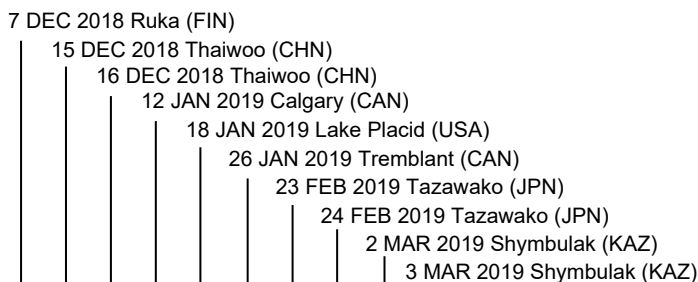 7 DEC 2018 Ruka (FIN)
15 DEC 2018 Thaiwoo (CHN)
16 DEC 2018 Thaiwoo (CHN)
12 JAN 2019 Calgary (CAN)
18 JAN 2019 Lake Placid (USA)
26 JAN 2019 Tremblant (CAN)
23 FEB 2019 Tazawako (JPN)
24 FEB 2019 Tazawako (JPN)
2 MAR 2019 Shymbulak (KAZ)
3 MAR 2019 Shymbulak (KAZ)